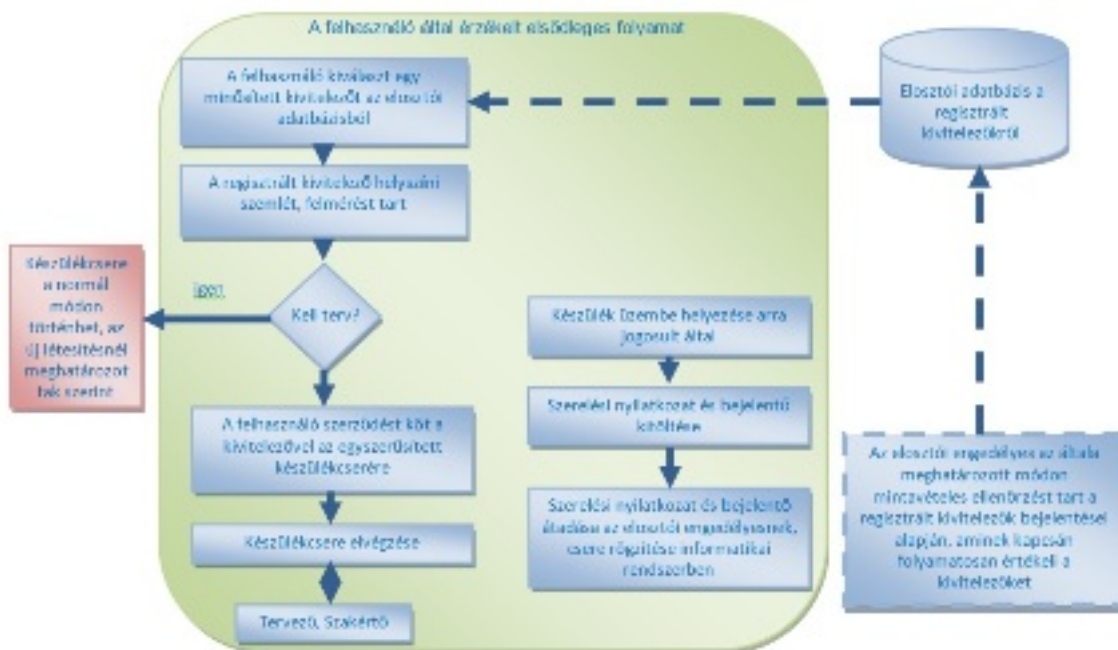 A felhasználó által érzékelt elsődleges folyamat
A felhasználó kiválaszt egy
minősített kivitelezőt az elosztói
adatbázisból
Elosztói adatbázis a
regisztrált
kivitelezőkről
A regisztrált kivitelező helyszíni
szemlét, felmérést tart
Készülékcsere
a normál
módon
történhet, az
új létesítésnél
meghatározot
tak szerint
igen
Kell terv?
Készülék üzembe helyezése arra
jogosult által
Szerelési nyilatkozat és bejelentő
kitöltése
A felhasználó szerződést köt a
kivitelezővel az egyszerűsített
készülékcserére
Szerelési nyilatkozat és bejelentő
átadása az elosztói engedélyesnek,
csere rögzítése informatikai
rendszerben
Készülékcsere elvégzése
Tervező, Szakértő
Az elosztói engedélyes az általa
meghatározott módon
mintavételes ellenőrzést tart a
regisztrált kivitelezők bejelentései
alapján, aminek kapcsán
folyamatosan értékeli a
kivitelezőket